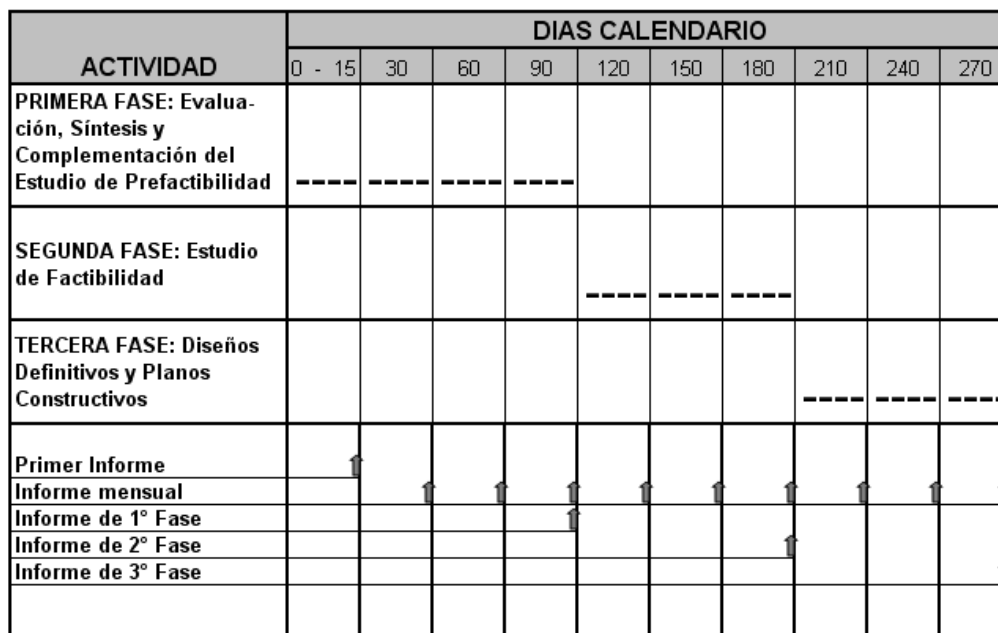 DIAS CALENDARIO
ACTIVIDAD
0 - 15 30 60 90 120 150 180 210 240 270
PRIMERA FASE: Evalua-
ción, Síntesis y
Complementación del
Estudio de Prefactibilidad
SEGUNDA FASE: Estudio
de Factibilidad
TERCERA FASE: Diseños
Definitivos y Planos
Constructivos
Primer Informe
Informe mensual
Informe de 1° Fase
Informe de 2° Fase
Informe de 3° Fase